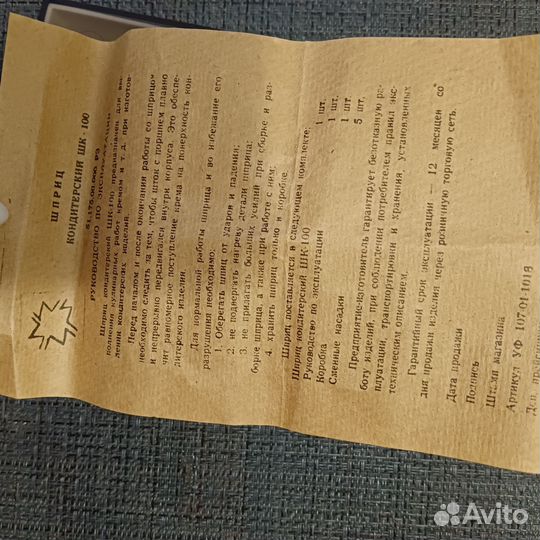 ШПРИЦ
КОНДИТЕРСКИЙ ШК-100
РУКОВОДСТВО ПО ЭКСПЛУАТАЦИИ
Шприц кондитерский ШК-100 предназначен для вы-
полнения кулинарных работ кремом и т. д. при изготов-
лении кондитерских изделий.
Перед началом и после окончания работы со шприцом
необходимо следить за тем, чтобы шток с поршнем плавно
и непрерывно передвигался внутри корпуса. Это обеспе-
чит равномерное поступление крема на поверхность кон-
дитерского изделия.
Для нормальной работы шприца и во избежание его
разрушения необходимо:
1. Оберегать шприц от ударов и падения;
2. не подвергать нагреву детали шприца;
3. не прилагать больших усилий при сборке и раз-
борке шприца, а также при работе с ним;
4. хранить шприц только в коробке.
Шприц поставляется в следующем комплекте:
Шприц кондитерский ШК-100 1 шт.
Руководство по эксплуатации 1 шт.
Коробка 1 шт
Сменные насадки 5 шт.
Предприятие-изготовитель гарантирует безотказную ра-
боту изделий, при соблюдении потребителем правил экс-
плуатации, транспортировки и хранения, установленных
техническим описанием.
Гарантийный срок эксплуатации — 12 месяцев со
дня продажи изделия через розничную торговую сеть.
Дата продажи
Подпись
Штамп магазина
Артикул УФ 107.01-1018
Avito